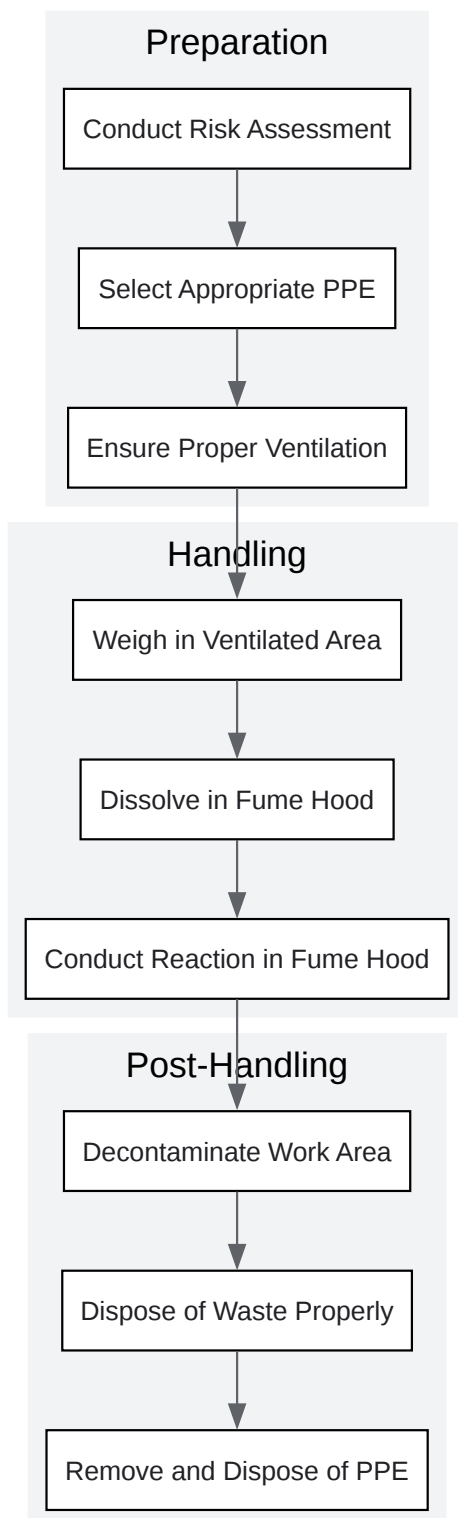 Preparation
Conduct Risk Assessment
Select Appropriate PPE
Ensure Proper Ventilation
Handling
Weigh in Ventilated Area
Dissolve in Fume Hood
Conduct Reaction in Fume Hood
Post-Handling
Decontaminate Work Area
Dispose of Waste Properly
Remove and Dispose of PPE